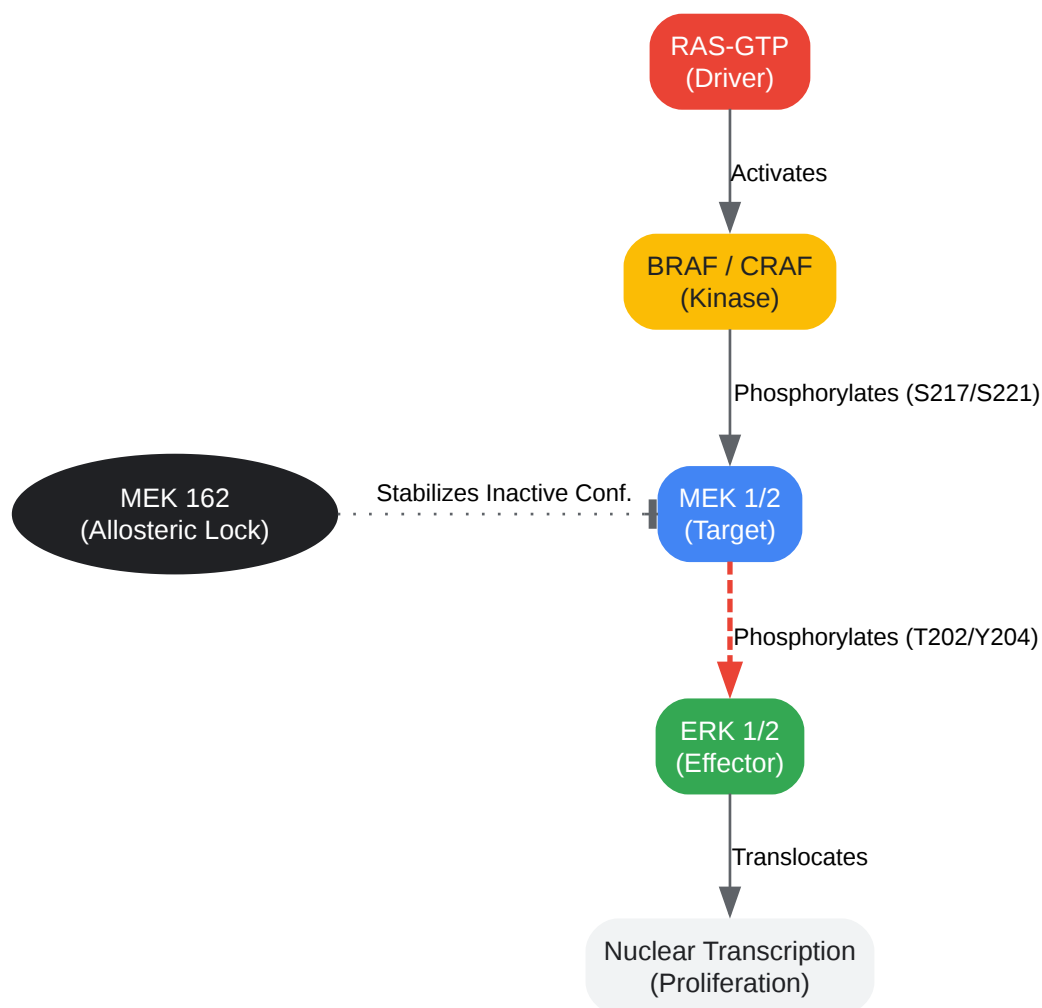 RAS-GTP
(Driver)
Activates
BRAF / CRAF
(Kinase)
Phosphorylates (S217/S221)
MEK 162
(Allosteric Lock)
Stabilizes Inactive Conf.
MEK 1/2
(Target)
Phosphorylates (T202/Y204)
ERK 1/2
(Effector)
Translocates
Nuclear Transcription
(Proliferation)